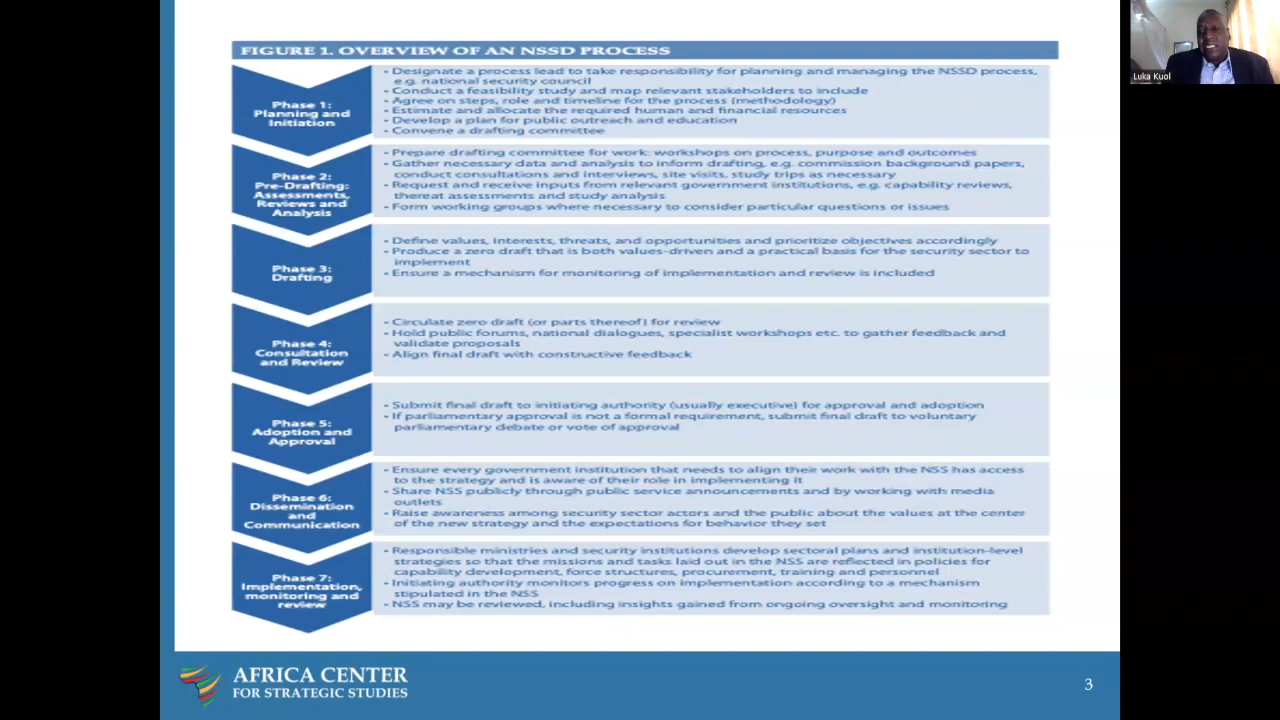 FIGURE 1. OVERVIEW OF AN NSSD PROCESS
Phase 1:
Planning and
Initiation
- Designate a process lead to take responsibility for planning and managing the NSSD process,
e.g. national security council
- Conduct a feasibility study and map relevant stakeholders to include
- Agree on steps, role and timeline for the process (methodology)
- Estimate and allocate the required human and financial resources
- Develop a plan for public outreach and education
- Convene a drafting committee
Phase 2:
Pre-Drafting:
Assessments,
Reviews and
Analysis
- Prepare drafting committee for work: workshops on process, purpose and outcomes
- Gather necessary data and analysis to inform drafting, e.g. commission background papers,
conduct consultations and interviews, site visits, study trips as necessary
- Request and receive inputs from relevant government institutions, e.g. capability reviews,
thereat assessments and study analysis
- Form working groups where necessary to consider particular questions or issues
Phase 3:
Drafting
- Define values, interests, threats, and opportunities and prioritize objectives accordingly
- Produce a zero draft that is both values-driven and a practical basis for the security sector to
implement
- Ensure a mechanism for monitoring of implementation and review is included
Phase 4:
Consultation
and Review
- Circulate zero draft (or parts thereof) for review
- Hold public forums, national dialogues, specialist workshops etc. to gather feedback and
validate proposals
- Align final draft with constructive feedback
Phase 5:
Adoption and
Approval
- Submit final draft to initiating authority (usually executive) for approval and adoption
- If parliamentary approval is not a formal requirement, submit final draft to voluntary
parliamentary debate or vote of approval
Phase 6:
Dissemination
and
Communication
- Ensure every government institution that needs to align their work with the NSS has access
to the strategy and is aware of their role in implementing it
- Share NSS publicly through public service announcements and by working with media
outlets
- Raise awareness among security sector actors and the public about the values at the center
of the new strategy and the expectations for behavior they set
Phase 7:
Implementation,
monitoring and
review
- Responsible ministries and security institutions develop sectoral plans and institution-level
strategies so that the missions and tasks laid out in the NSS are reflected in policies for
capability development, force structures, procurement, training and personnel
- Initiating authority monitors progress on implementation according to a mechanism
stipulated in the NSS
- NSS may be reviewed, including insights gained from ongoing oversight and monitoring
AFRICA CENTER
FOR STRATEGIC STUDIES
3
Luka Kuol